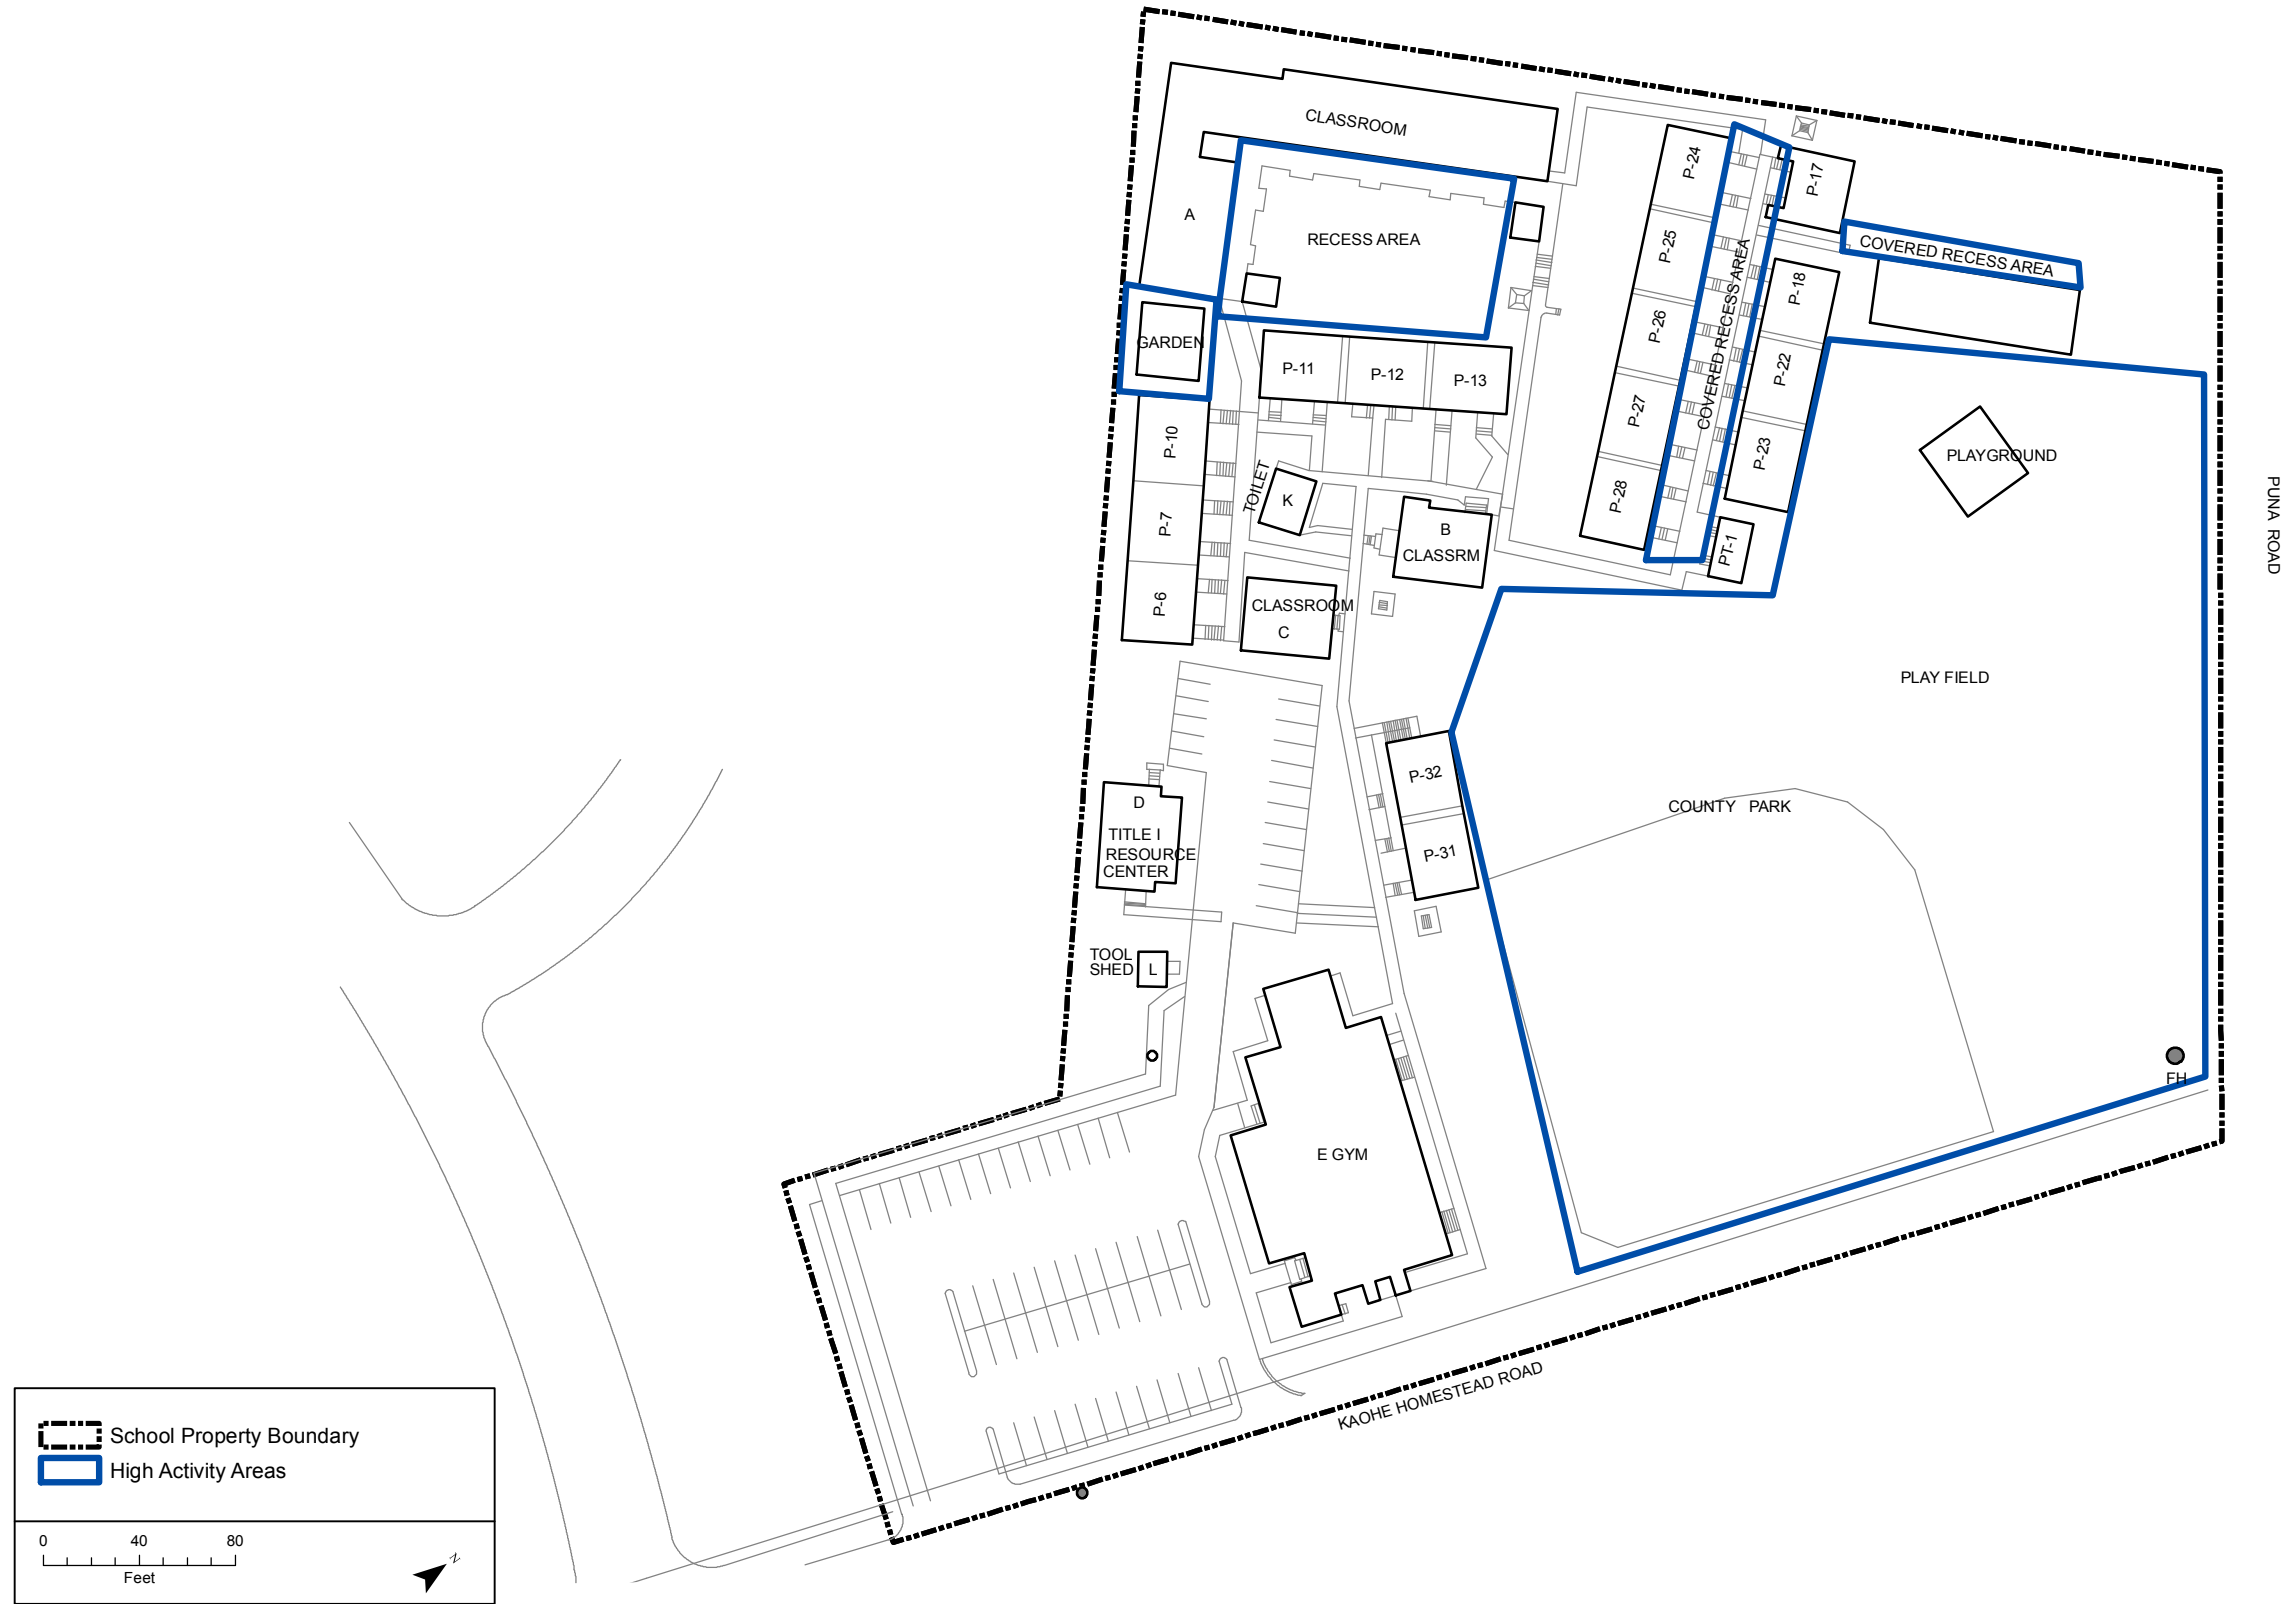 CLASSROOM
P-24
P-17
A
RECESS AREA
P-25
COVERED RECESS AREA
COVERED RECESS AREA
P-18
P-26
GARDEN
P-11
P-12
P-13
P-22
P-27
P-10
P-23
PLAYGROUND
TOILET
K
P-28
P-7
B
CLASSRM
PT-1
PUNA ROAD
P-6
CLASSROOM
C
PLAY FIELD
P-32
COUNTY PARK
D
TITLE I
RESOURCE
CENTER
P-31
TOOL
SHED
L
FH
E GYM
KAOHE HOMESTEAD ROAD
School Property Boundary
High Activity Areas
0 40 80
Feet
N